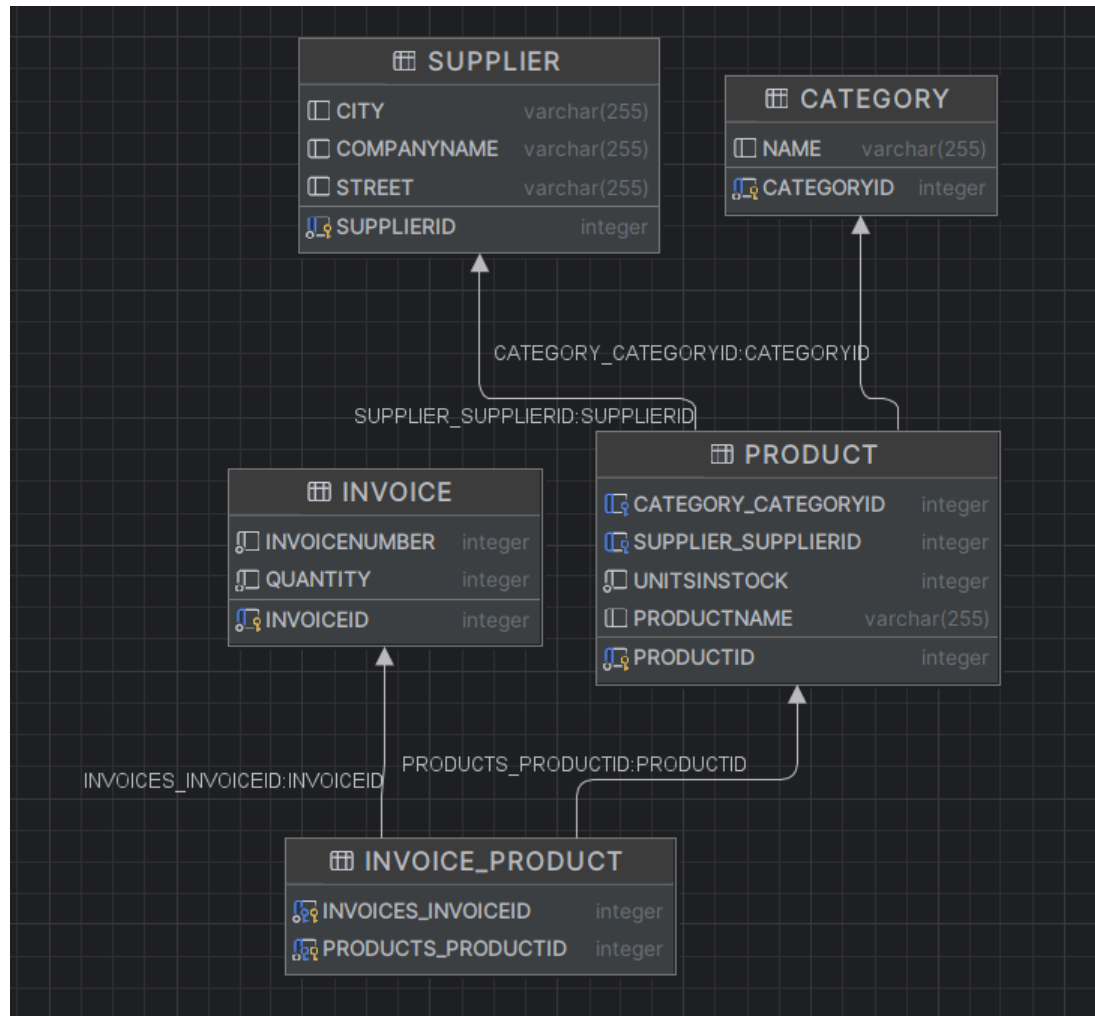 SUPPLIER
CITY varchar(255)
COMPANYNAME varchar(255)
STREET varchar(255)
SUPPLIERID integer
CATEGORY
NAME varchar(255)
CATEGORYID integer
CATEGORY_CATEGORYID:CATEGORYID
SUPPLIER_SUPPLIERID:SUPPLIERID
INVOICE
INVOICENUMBER integer
QUANTITY integer
INVOICEID integer
PRODUCT
CATEGORY_CATEGORYID integer
SUPPLIER_SUPPLIERID integer
UNITSINSTOCK integer
PRODUCTNAME varchar(255)
PRODUCTID integer
INVOICES_INVOICEID:INVOICEID
PRODUCTS_PRODUCTID:PRODUCTID
INVOICE_PRODUCT
INVOICES_INVOICEID integer
PRODUCTS_PRODUCTID integer